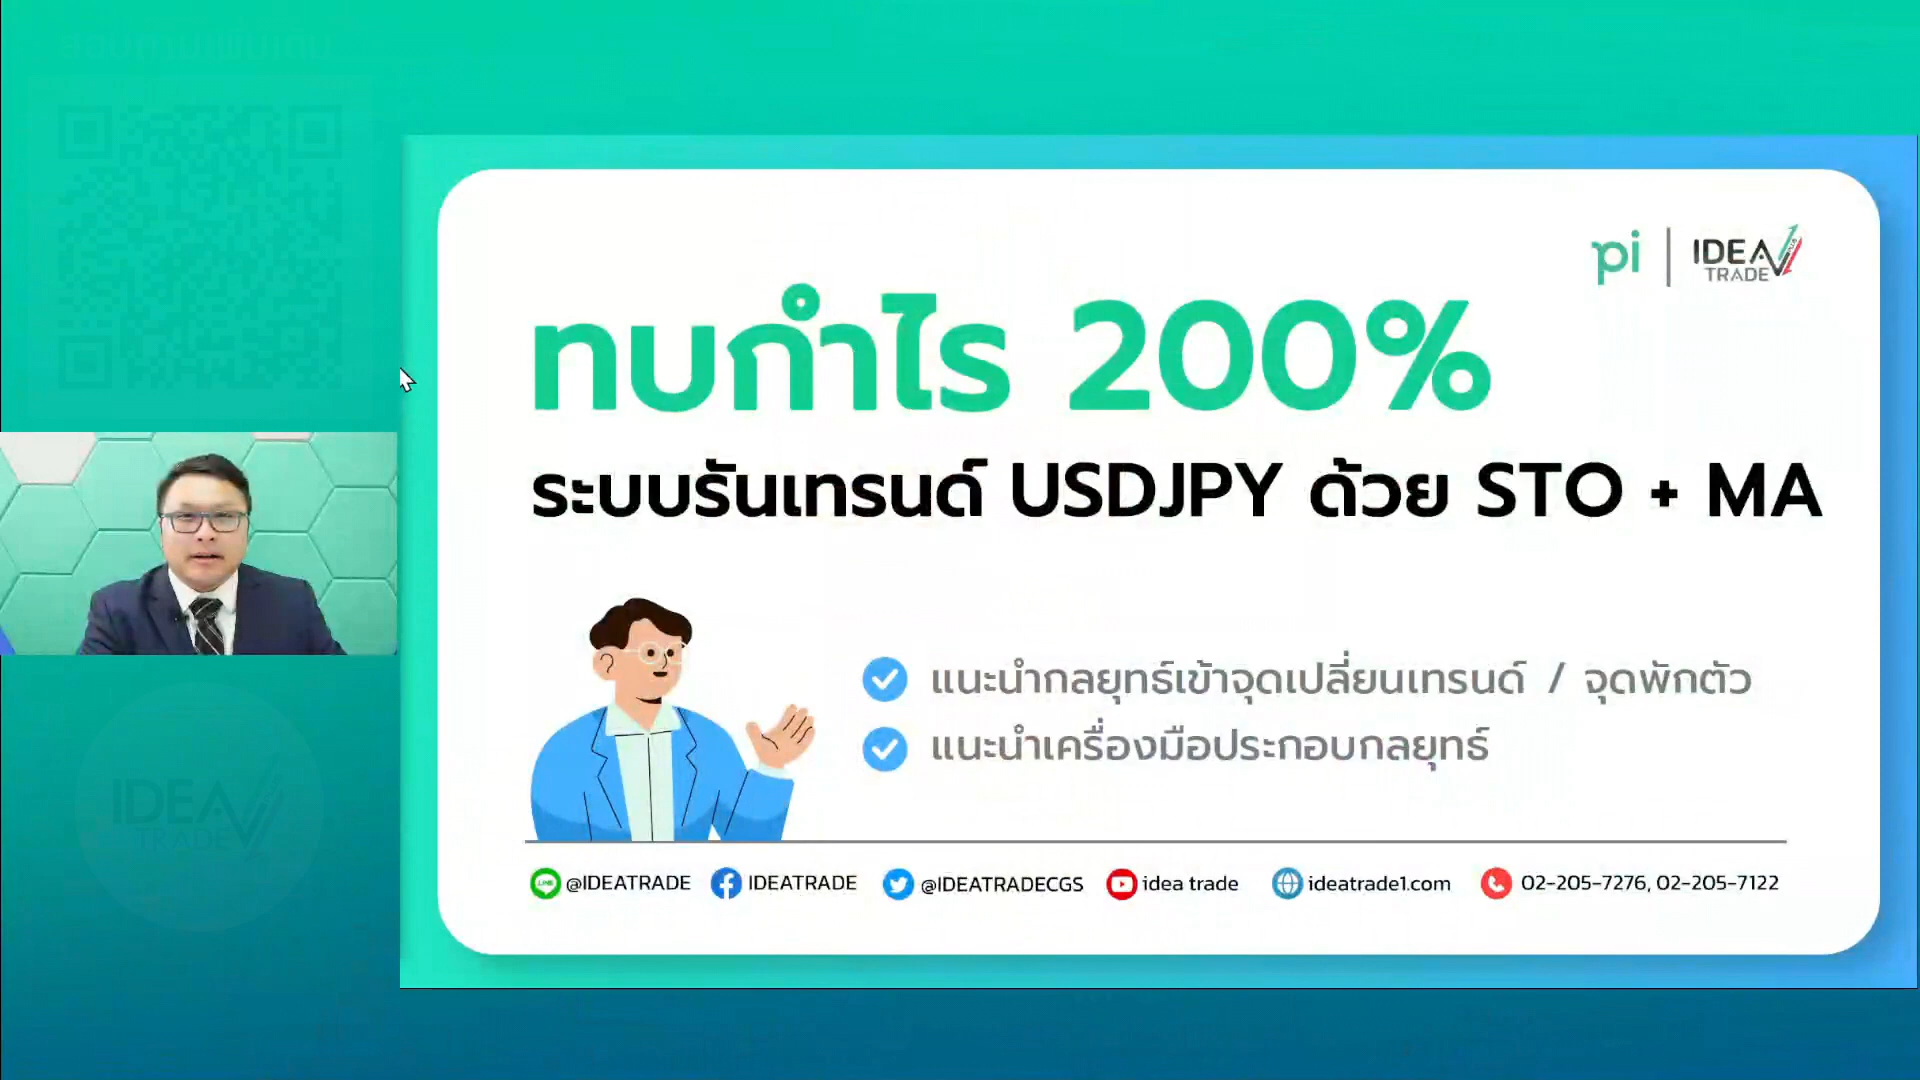 pi | IDEA TRADE
ทบกำไร 200%
ระบบรันเทรนด์ USDJPY ด้วย STO + MA
แนะนำกลยุทธ์เข้าจุดเปลี่ยนเทรนด์ / จุดพักตัว
แนะนำเครื่องมือประกอบกลยุทธ์
@IDEATRADE IDEATRADE @IDEATRADECGS idea trade ideatrade1.com 02-205-7276, 02-205-7122
IDEA
TRADE